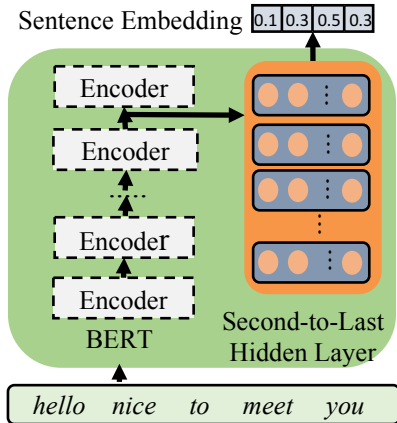 Sentence Embedding 0.1 0.3 0.5 0.3
Encoder
Encoder
Encoder
Encoder
BERT
Second-to-Last
Hidden Layer
hello nice to meet you